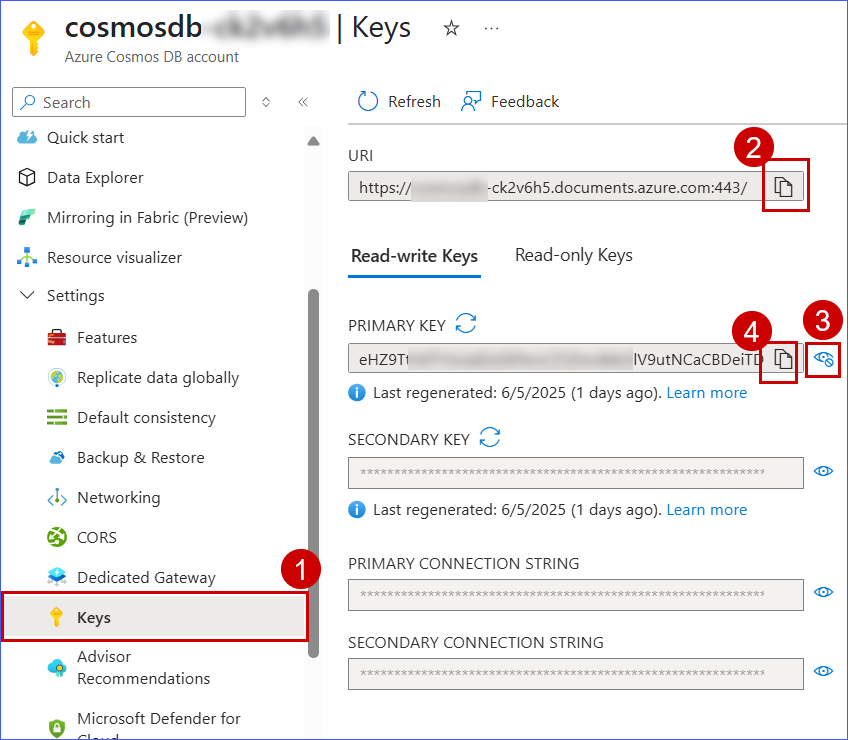 cosmosdb | Keys
Azure Cosmos DB account
Search
Refresh
Feedback
Quick start
Data Explorer
Mirroring in Fabric (Preview)
Resource visualizer
Settings
Features
Replicate data globally
Default consistency
Backup & Restore
Networking
CORS
Dedicated Gateway
1
Keys
Advisor
Recommendations
Microsoft Defender for
Cloud
URI
2
https:// -ck2v6h5.documents.azure.com:443/
Read-write Keys
Read-only Keys
PRIMARY KEY
4
3
eHZ9Tt lV9utNCaCBDeiTD
Last regenerated: 6/5/2025 (1 days ago). Learn more
SECONDARY KEY
************************************************************
Last regenerated: 6/5/2025 (1 days ago). Learn more
PRIMARY CONNECTION STRING
************************************************************
SECONDARY CONNECTION STRING
************************************************************